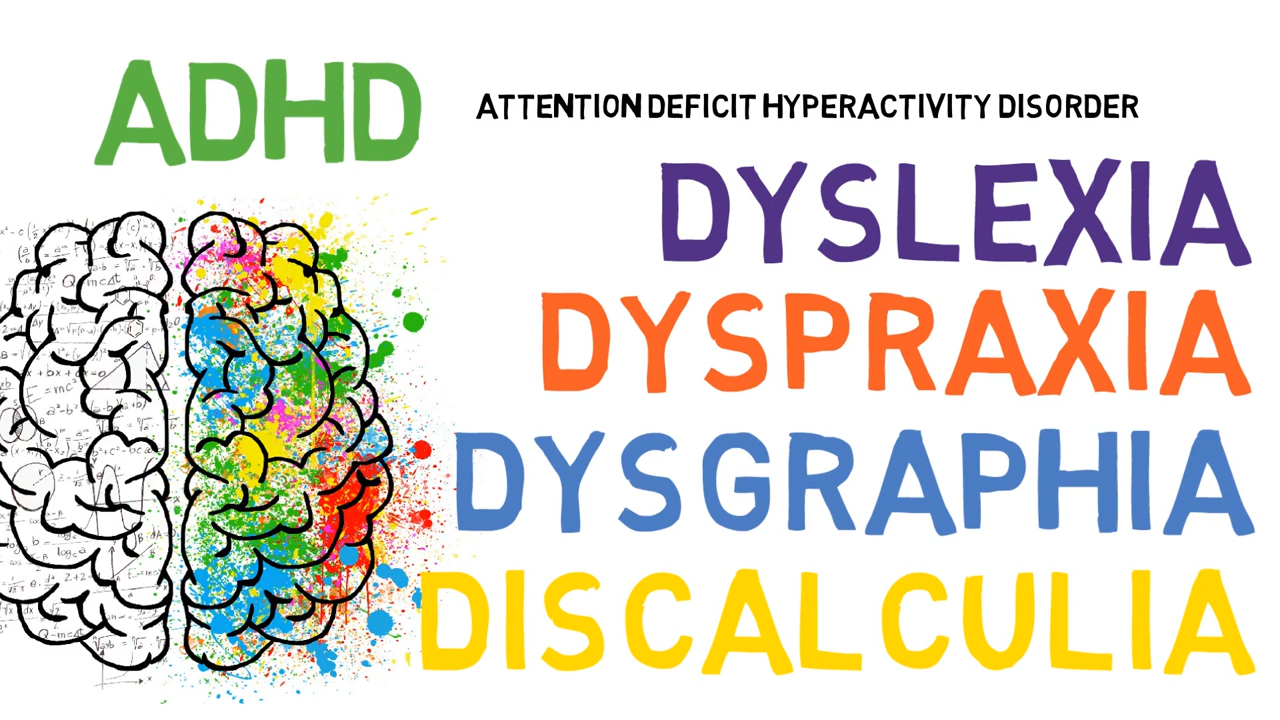 ADHD
ATTENTION DEFICIT HYPERACTIVITY DISORDER
DYSLEXIA
DYSPRAXIA
DYSGRAPHIA
DISCALCULIA